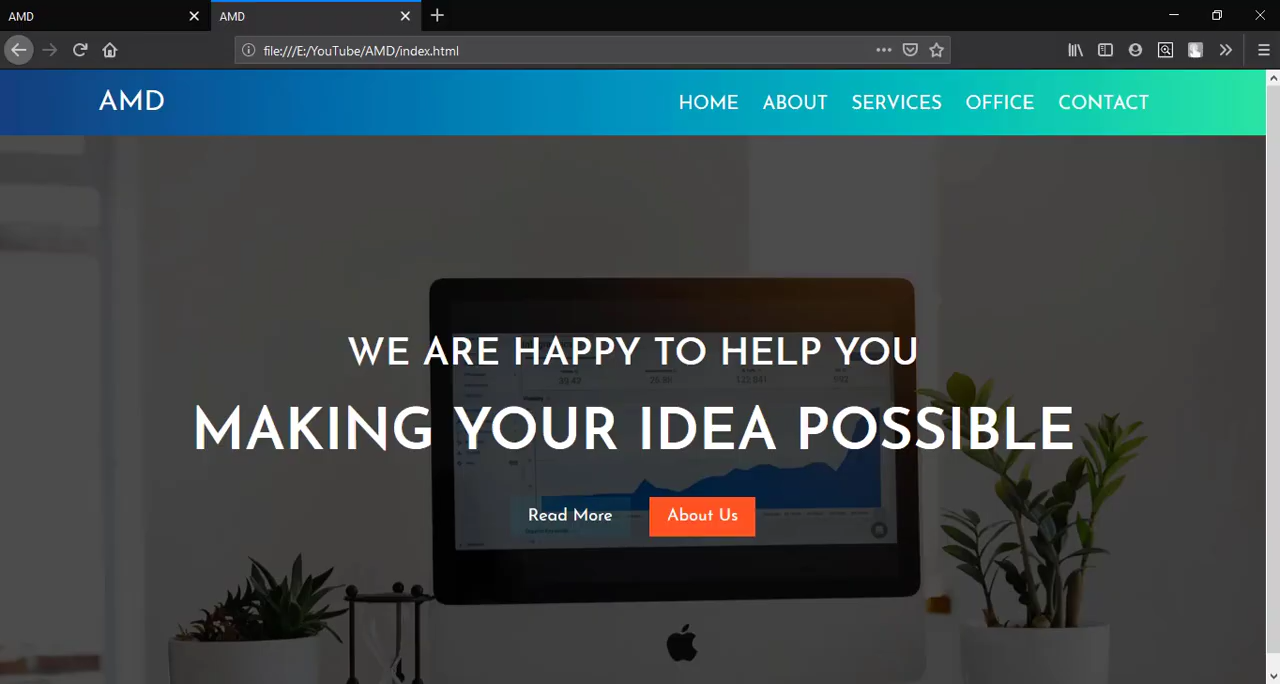 AMD
AMD
file:///E:/YouTube/AMD/index.html
AMD
HOME ABOUT SERVICES OFFICE CONTACT
WE ARE HAPPY TO HELP YOU
MAKING YOUR IDEA POSSIBLE
Read More About Us